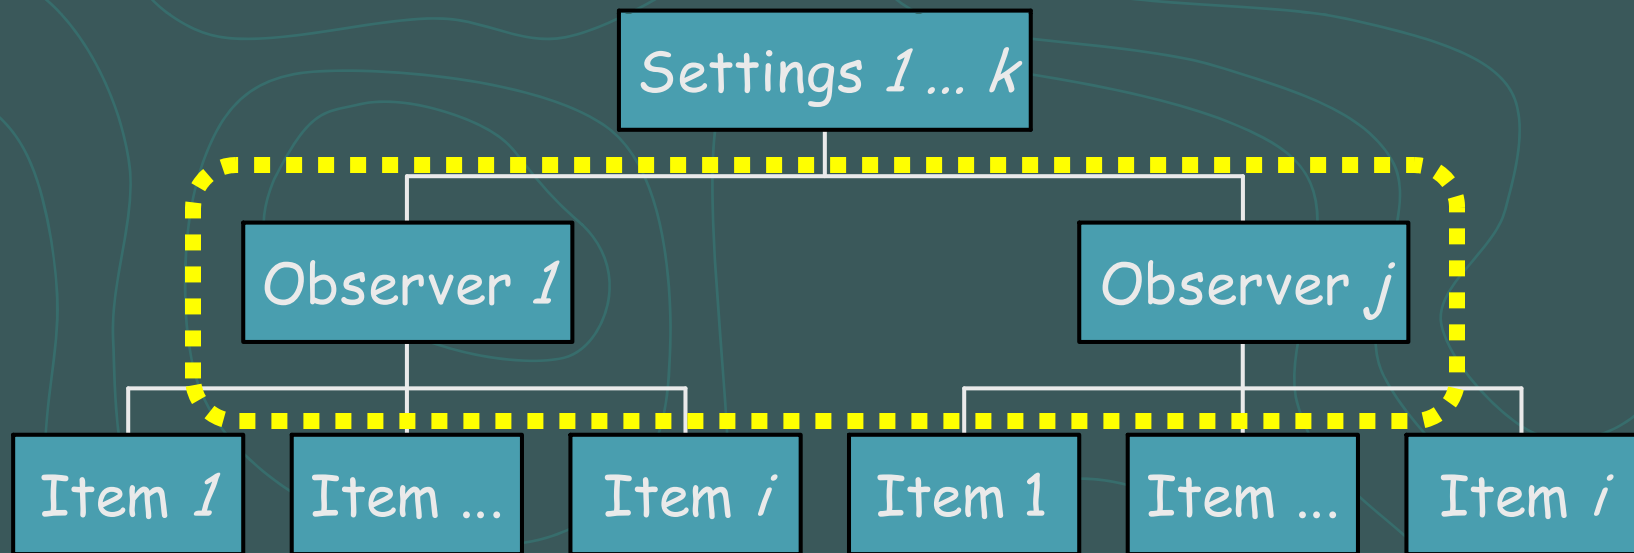 Settings 1 ... k
Observer 1
Observer j
Item 1
Item ...
Item i
Item 1
Item ...
Item i